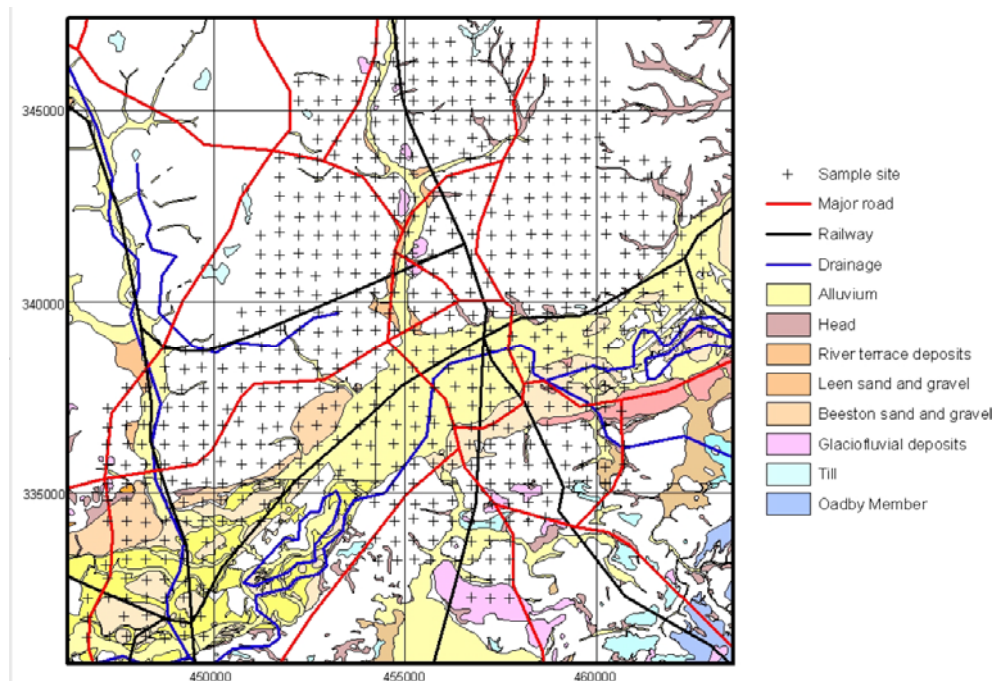 345000
340000
335000
450000
455000
460000
Sample site
Major road
Railway
Drainage
Alluvium
Head
River terrace deposits
Leen sand and gravel
Beeston sand and gravel
Glaciofluvial deposits
Till
Oadby Member